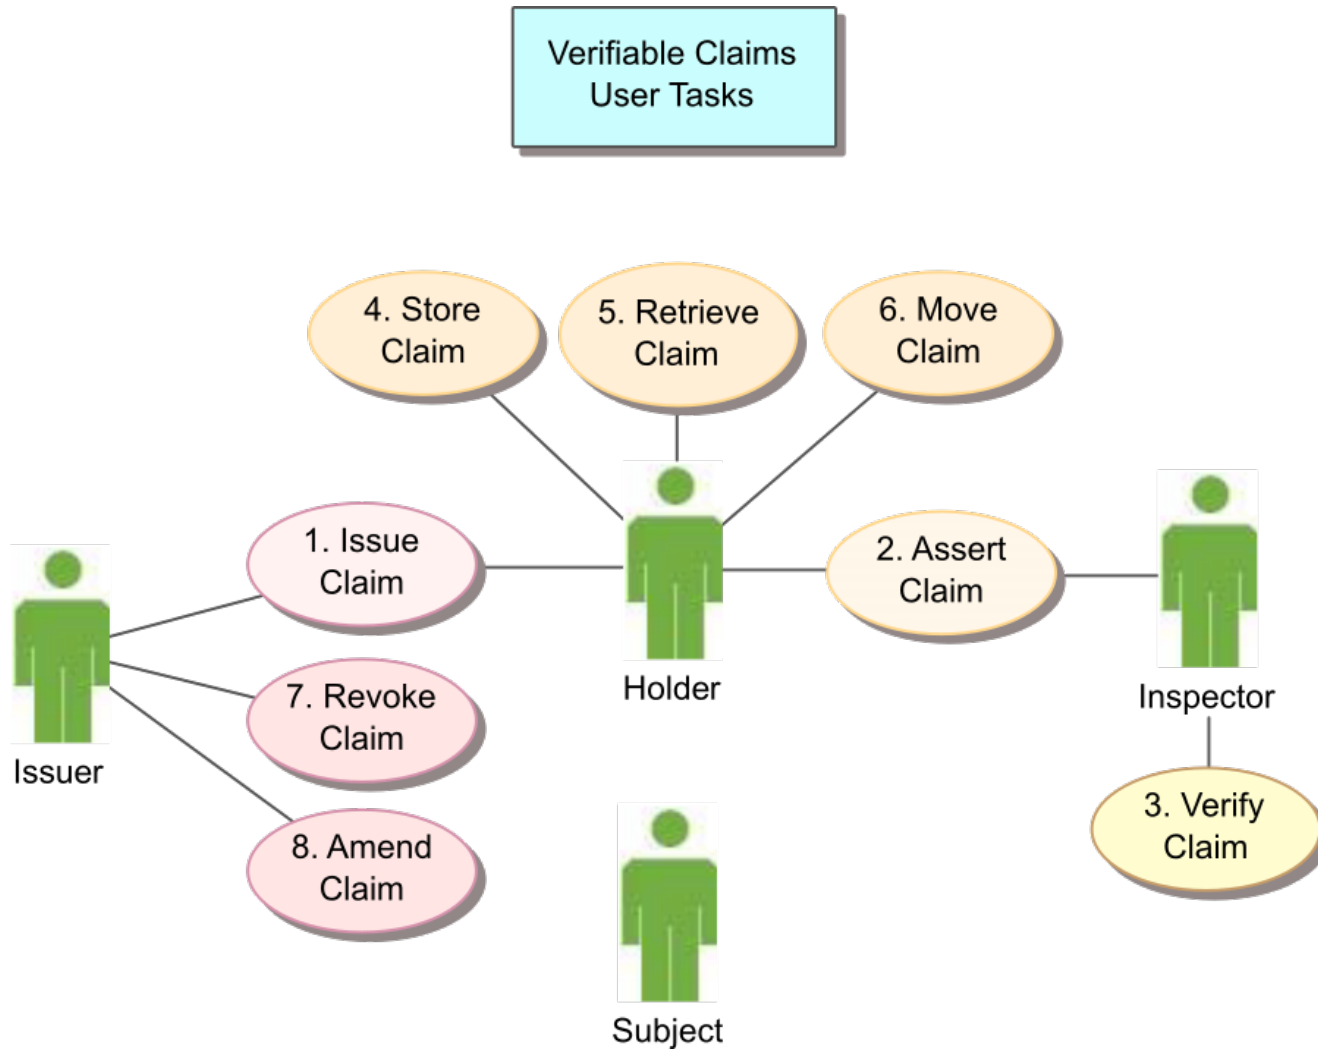 Verifiable Claims
User Tasks
4. Store
Claim
5. Retrieve
Claim
6. Move
Claim
1. Issue
Claim
2. Assert
Claim
Holder
Inspector
7. Revoke
Claim
Issuer
3. Verify
Claim
8. Amend
Claim
Subject